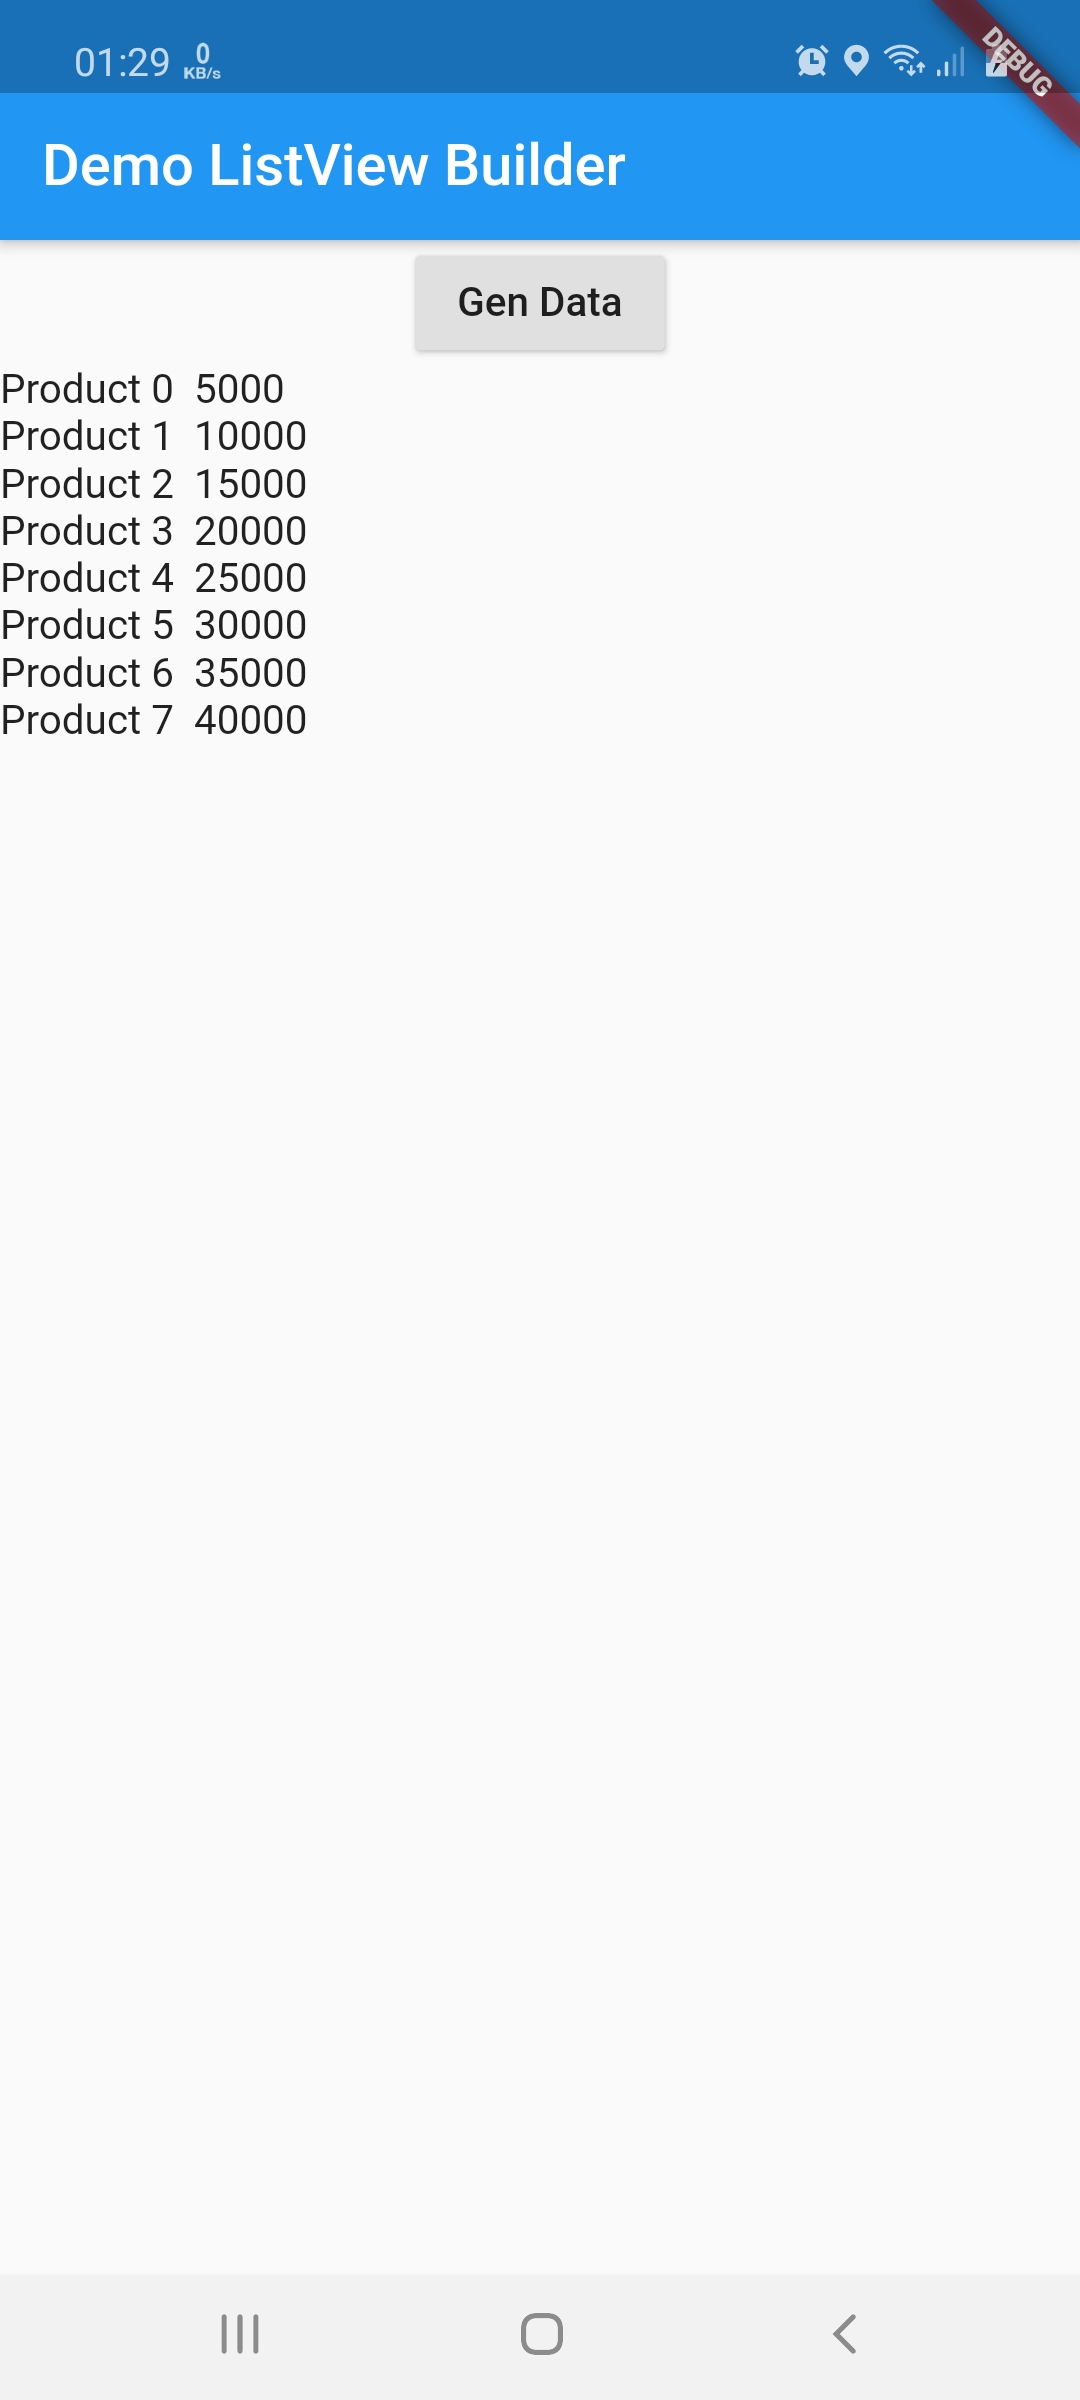 01:29 0 KB/s
DEBUG
Demo ListView Builder
Gen Data
Product 0 5000
Product 1 10000
Product 2 15000
Product 3 20000
Product 4 25000
Product 5 30000
Product 6 35000
Product 7 40000